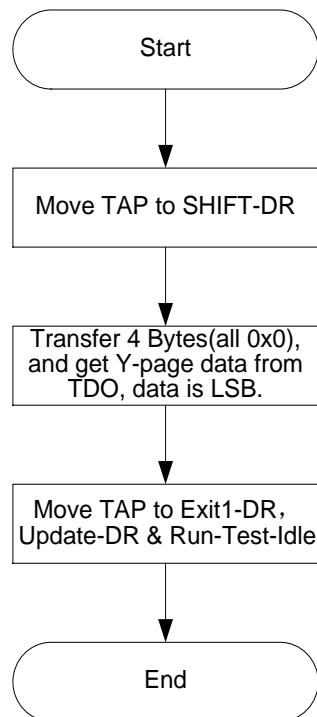 Start
Move TAP to SHIFT-DR
Transfer 4 Bytes(all 0x0),
and get Y-page data from
TDO, data is LSB.
Move TAP to Exit1-DR，
Update-DR & Run-Test-Idle
End